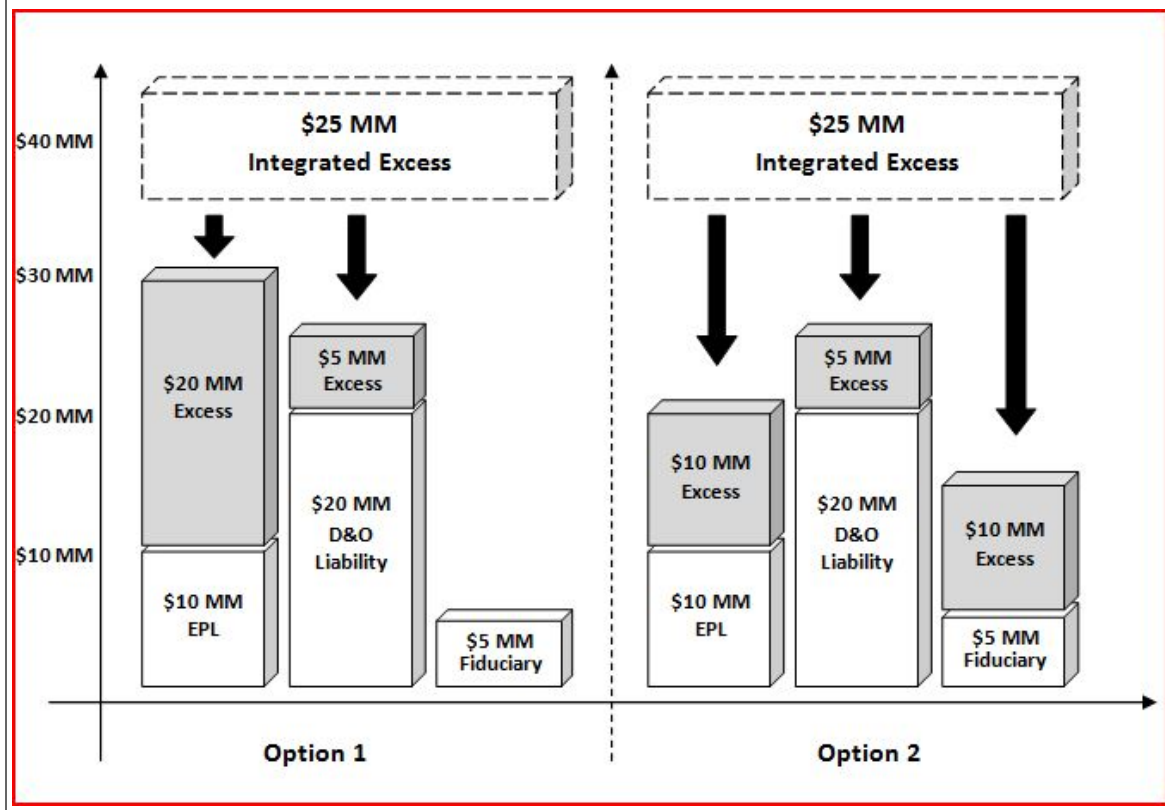 $25 MM
Integrated Excess
$25 MM
Integrated Excess
$40 MM
$30 MM
$20 MM
$10 MM
$20 MM
Excess
$10 MM
EPL
$5 MM
Excess
$20 MM
D&O
Liability
$5 MM
Fiduciary
$10 MM
Excess
$10 MM
EPL
$5 MM
Excess
$20 MM
D&O
Liability
$10 MM
Excess
$5 MM
Fiduciary
Option 1
Option 2